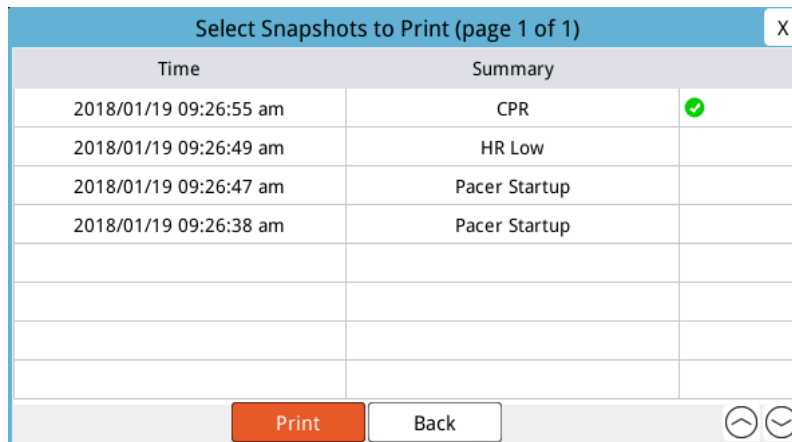 Select Snapshots to Print (page 1 of 1) X
Time Summary
2018/01/19 09:26:55 am CPR
2018/01/19 09:26:49 am HR Low
2018/01/19 09:26:47 am Pacer Startup
2018/01/19 09:26:38 am Pacer Startup
Print Back